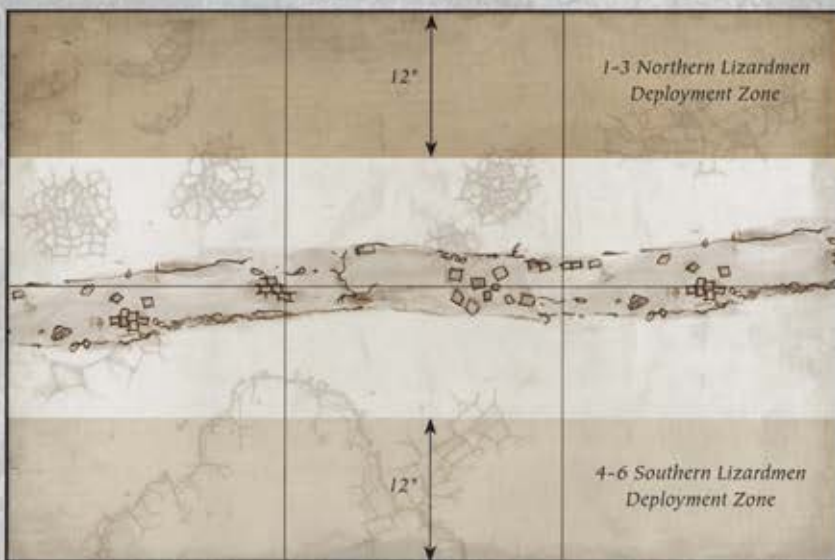 12"
1-3 Northern Lizardmen
Deployment Zone
12"
4-6 Southern Lizardmen
Deployment Zone